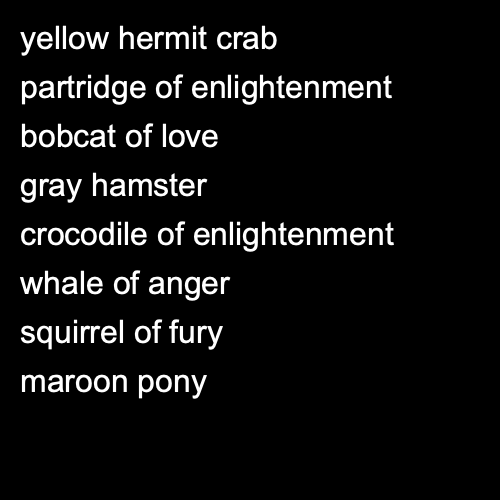 yellow hermit crab
partridge of enlightenment
bobcat of love
gray hamster
crocodile of enlightenment
whale of anger
squirrel of fury
maroon pony